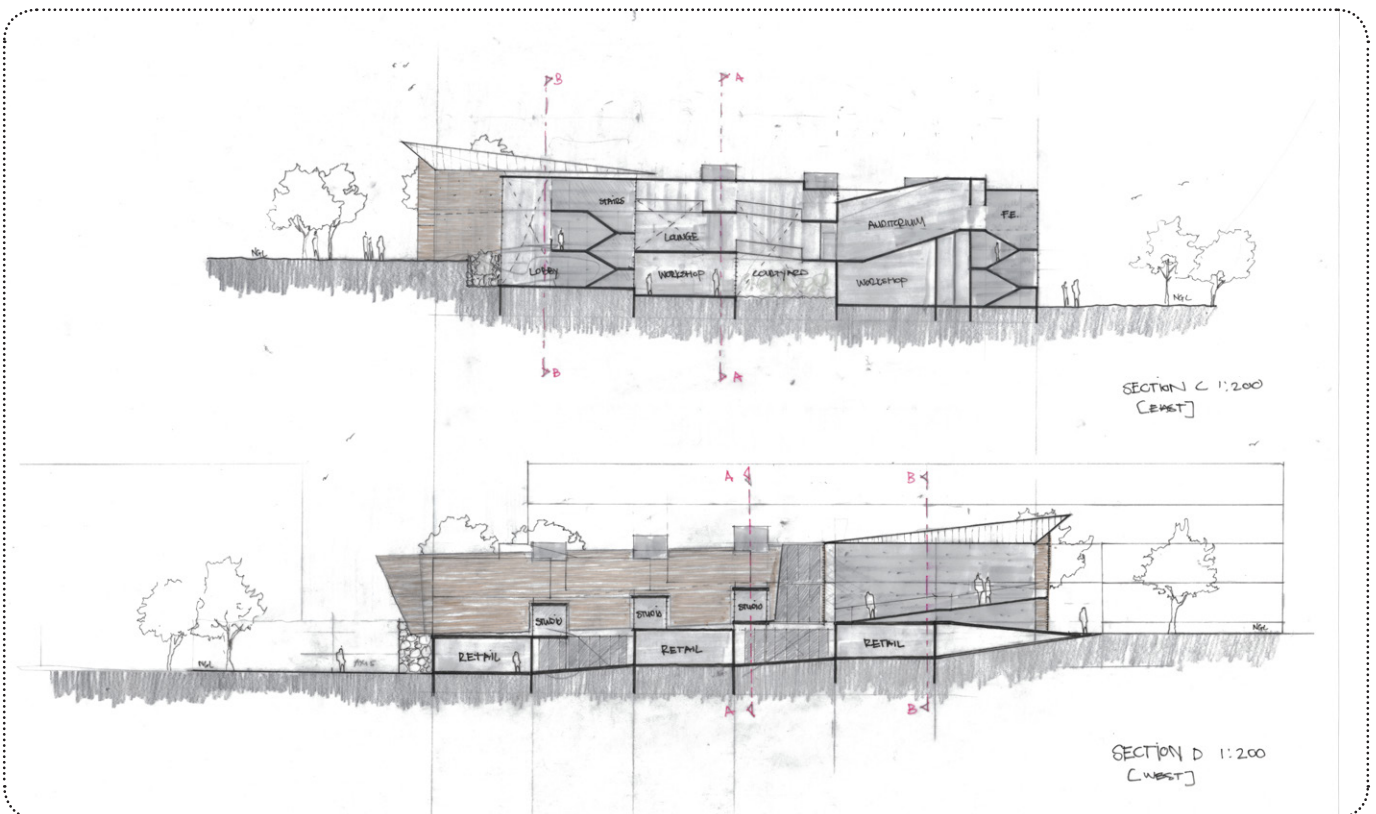 B
A
STAIRS
AUDITORIUM
F.E.
LOUNGE
NGL
LOBBY
WORKSHOP
COURTYARD
WORKSHOP
NGL
B
A
SECTION C 1:200
[EAST]
A
B
STUDIO
STUDIO
STUDIO
NGL
RETAIL
RETAIL
RETAIL
NGL
A
B
SECTION D 1:200
[WEST]